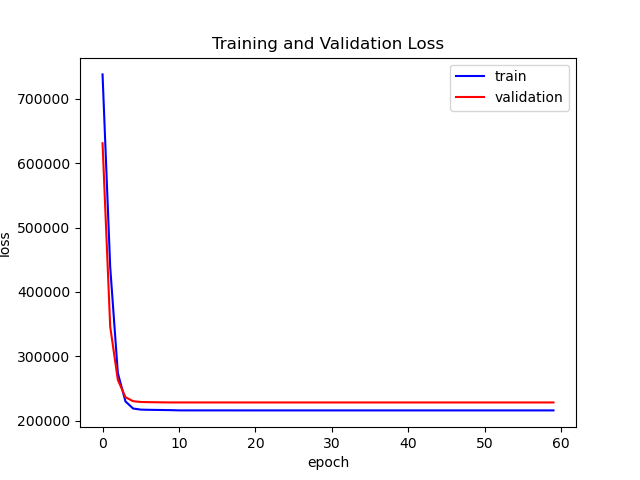 Training and Validation Loss
train
validation
700000
600000
500000
400000
300000
200000
loss
0 10 20 30 40 50 60
epoch